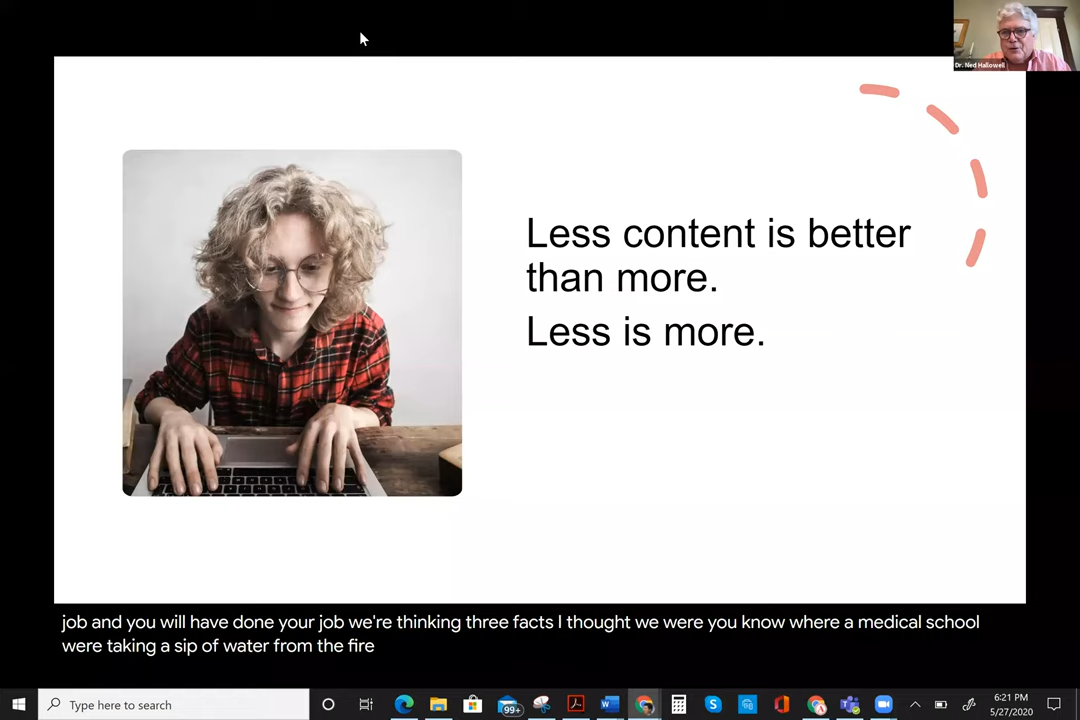 Dr. Ned Hallowell
Less content is better
than more.
Less is more.
job and you will have done your job we're thinking three facts I thought we were you know where a medical school
were taking a sip of water from the fire
Type here to search
99+
6:21 PM
5/27/2020